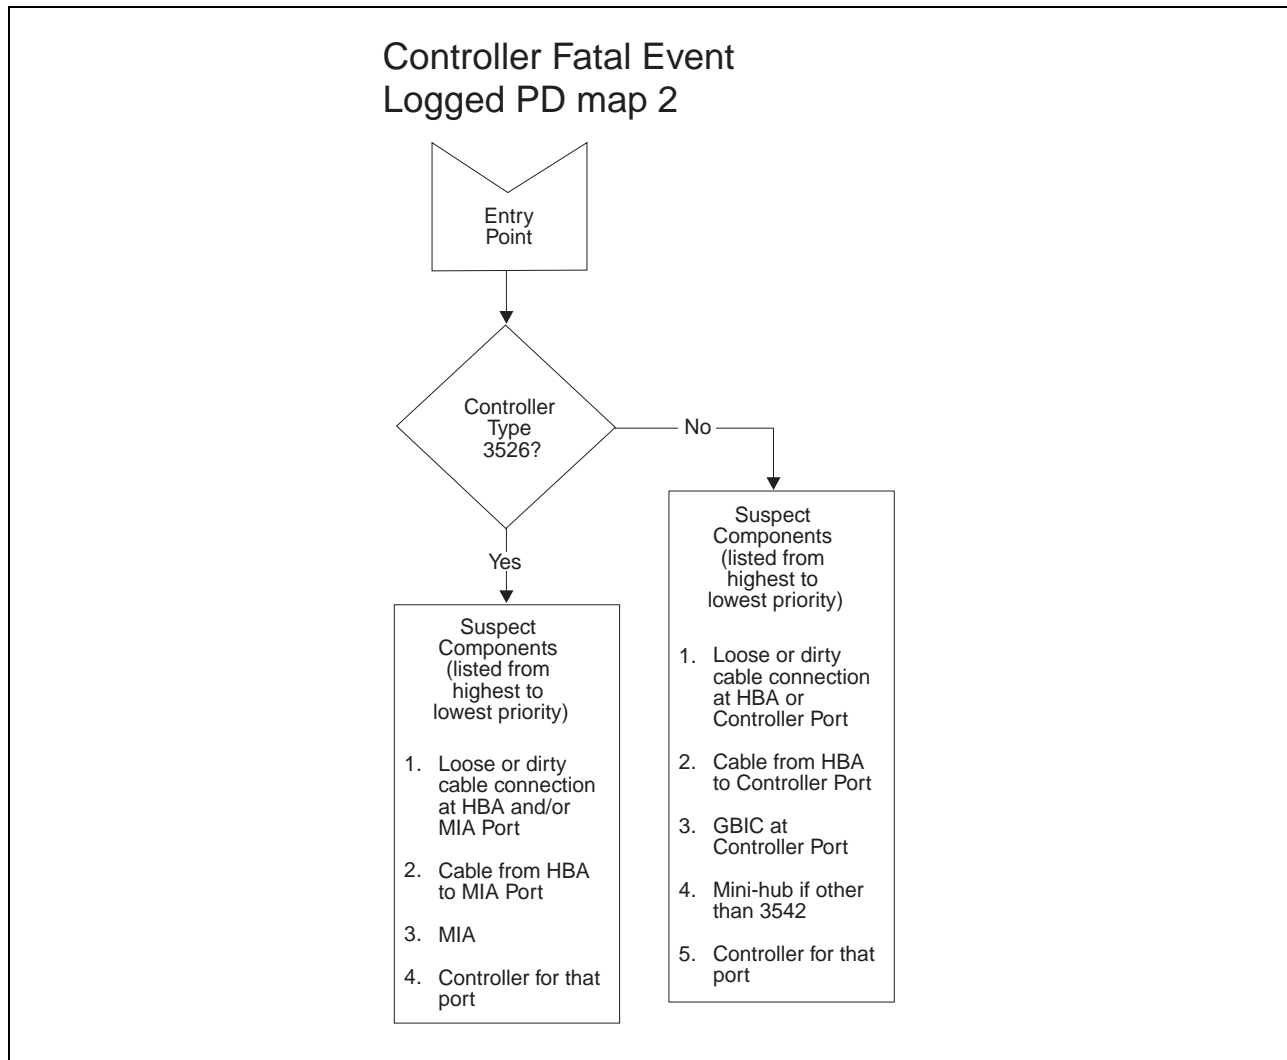 Controller Fatal Event
Logged PD map 2
Entry
Point
Controller
Type
3526?
No
Yes
Suspect
Components
(listed from
highest to
lowest priority)
1. Loose or dirty
cable connection
at HBA and/or
MIA Port
2. Cable from HBA
to MIA Port
3. MIA
4. Controller for that
port
Suspect
Components
(listed from
highest to
lowest priority)
1. Loose or dirty
cable connection
at HBA or
Controller Port
2. Cable from HBA
to Controller Port
3. GBIC at
Controller Port
4. Mini-hub if other
than 3542
5. Controller for that
port